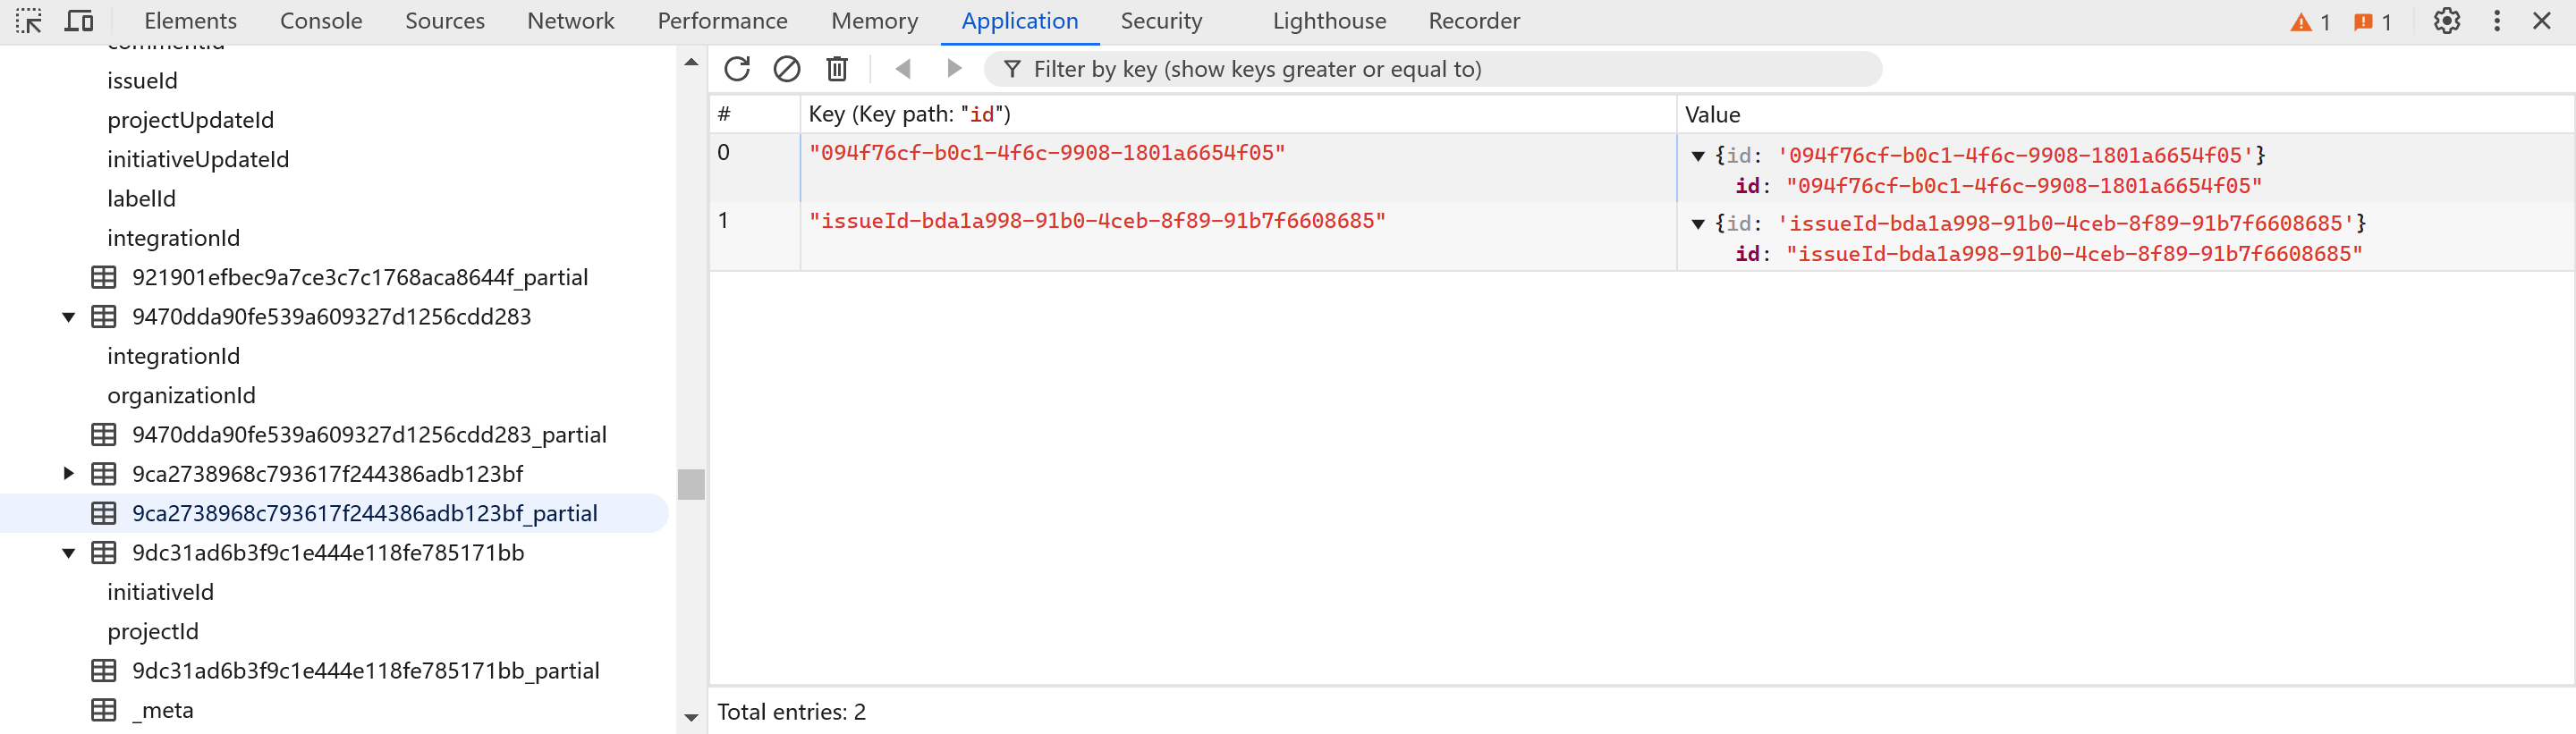 Elements Console Sources Network Performance Memory Application Security Lighthouse Recorder 1 1
commentId
issueId
projectUpdateId
initiativeUpdateId
labelId
integrationId
921901efbec9a7ce3c7c1768aca8644f_partial
9470dda90fe539a609327d1256cdd283
integrationId
organizationId
9470dda90fe539a609327d1256cdd283_partial
9ca2738968c793617f244386adb123bf
9ca2738968c793617f244386adb123bf_partial
9dc31ad6b3f9c1e444e118fe785171bb
initiativeId
projectId
9dc31ad6b3f9c1e444e118fe785171bb_partial
_meta
Filter by key (show keys greater or equal to)
# Key (Key path: "id") Value
0 "094f76cf-b0c1-4f6c-9908-1801a6654f05" {id: '094f76cf-b0c1-4f6c-9908-1801a6654f05'}
id: "094f76cf-b0c1-4f6c-9908-1801a6654f05"
1 "issueId-bda1a998-91b0-4ceb-8f89-91b7f6608685" {id: 'issueId-bda1a998-91b0-4ceb-8f89-91b7f6608685'}
id: "issueId-bda1a998-91b0-4ceb-8f89-91b7f6608685"
Total entries: 2